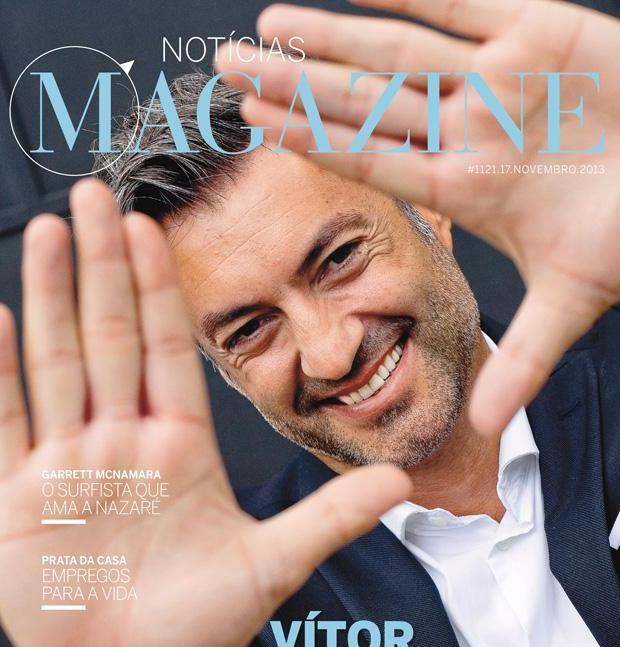 NOTÍCIAS
MAGAZINE
#1121.17.NOVEMBRO.2013
GARRETT MCNAMARA
O SURFISTA QUE
AMA A NAZARÉ
PRATA DA CASA
EMPREGOS
PARA A VIDA
VÍTOR